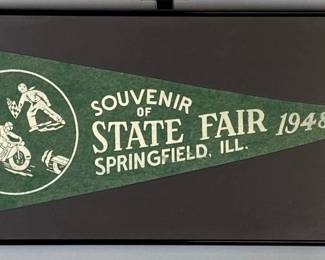 SOUVENIR
OF
STATE FAIR 1948
SPRINGFIELD, ILL.